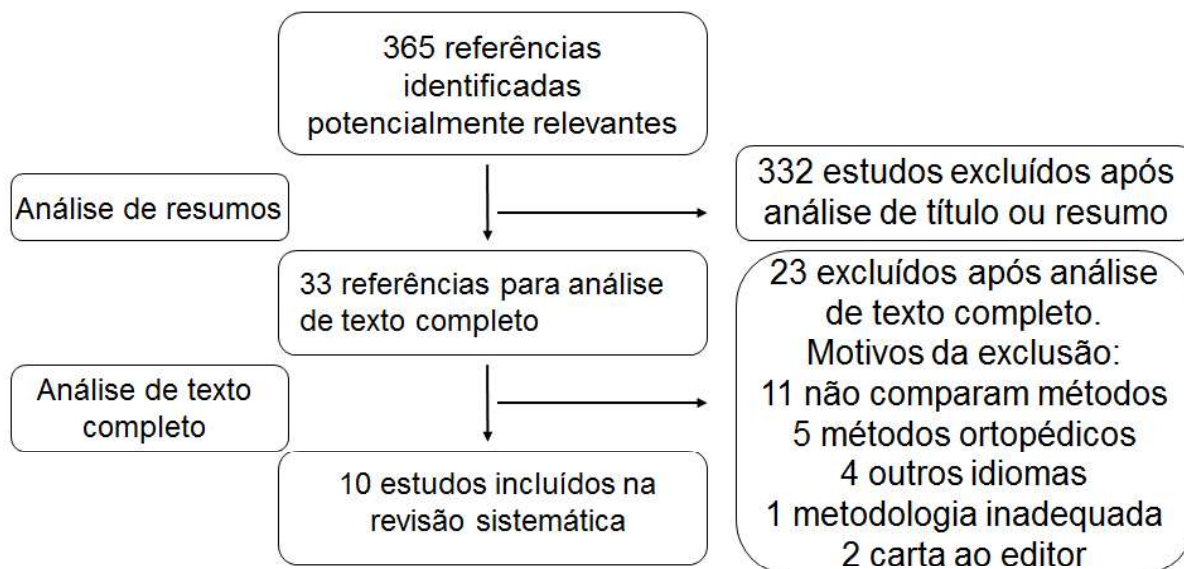 365 referências
identificadas
potencialmente relevantes
Análise de resumos
332 estudos excluídos após
análise de título ou resumo
33 referências para análise
de texto completo
Análise de texto
completo
23 excluídos após análise
de texto completo.
Motivos da exclusão:
11 não comparam métodos
5 métodos ortopédicos
4 outros idiomas
1 metodologia inadequada
2 carta ao editor
10 estudos incluídos na
revisão sistemática